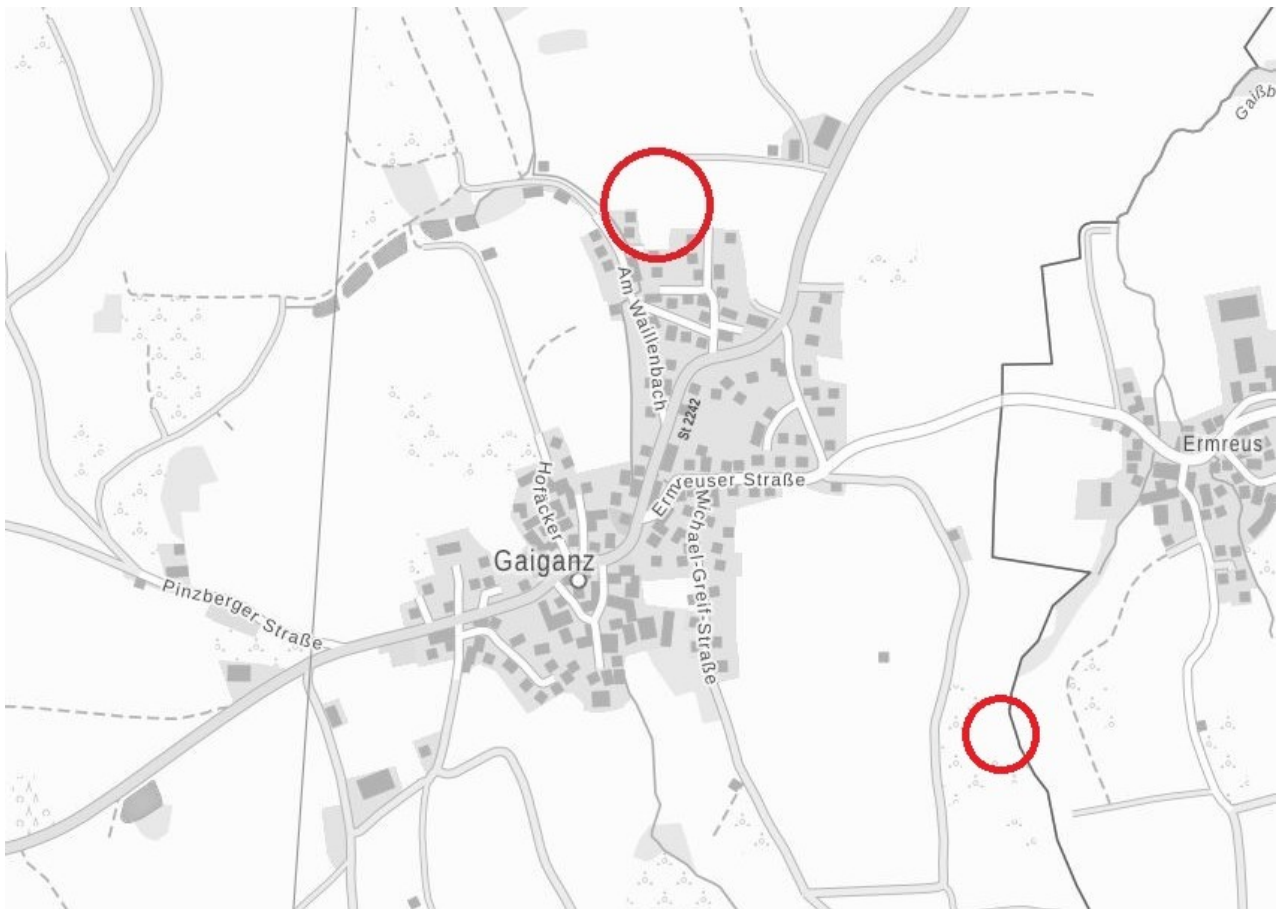 Gaißb
Am Waillenbach
St 2242
Ermreus
Ermreuser Straße
Hofäcker
Michael-Greif-Straße
Gaiganz
Pinzberger Straße